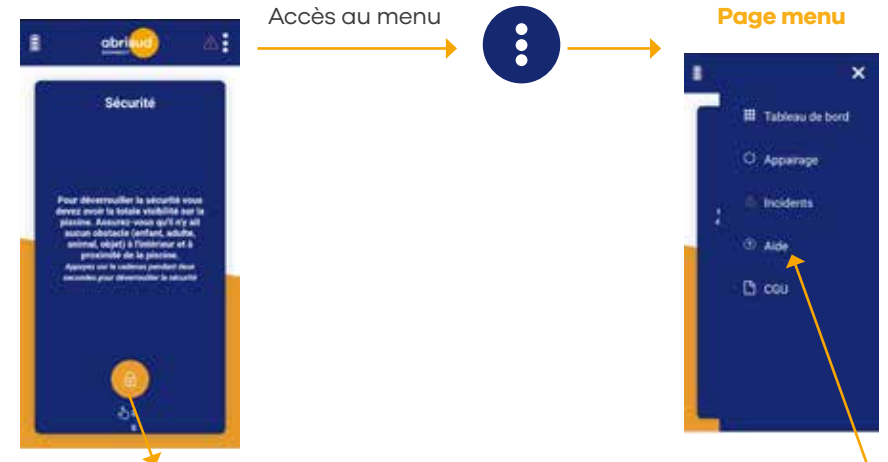 Accès au menu
Page menu
abrisud
Sécurité
Pour déverrouiller la sécurité vous
devez avoir la totale visibilité sur la
piscine. Assurez-vous qu'il n'y ait
aucun obstacle (enfant, adulte,
animal, objet) à l'intérieur et à
proximité de la piscine.
Appuyez sur le cadenas pendant deux
secondes pour déverrouiller la sécurité
Tableau de bord
Appairage
Incidents
Aide
CGU